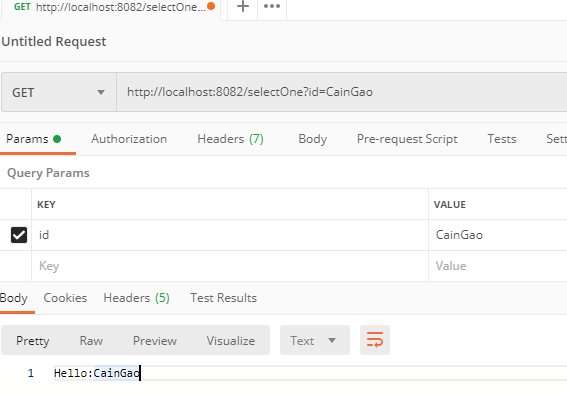 GET http://localhost:8082/selectOne...
Untitled Request
GET http://localhost:8082/selectOne?id=CainGao
Params Authorization Headers (7) Body Pre-request Script Tests Sett
Query Params
KEY VALUE
id CainGao
Key Value
Body Cookies Headers (5) Test Results
Pretty Raw Preview Visualize Text
1 Hello:CainGao